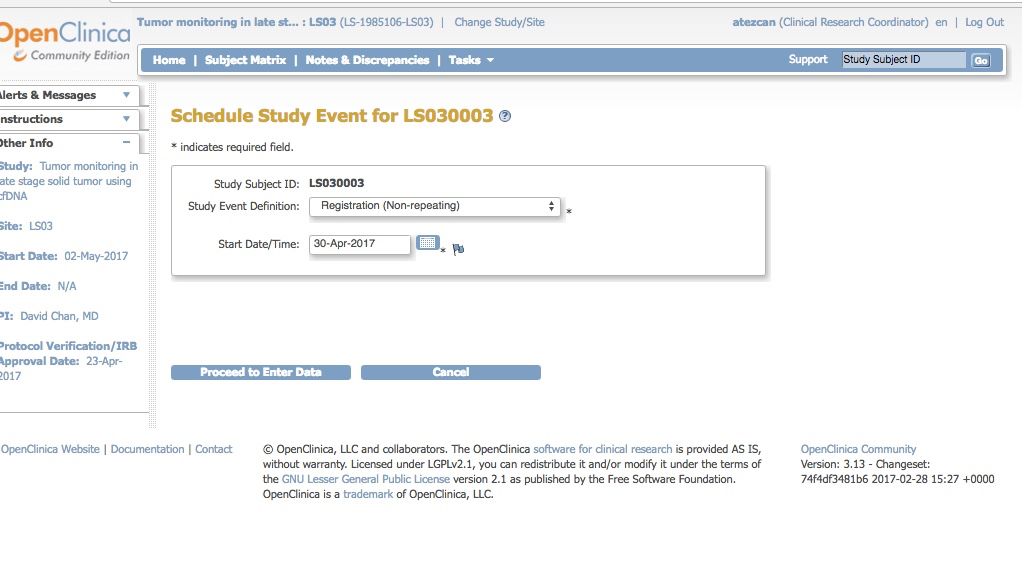 Tumor monitoring in late st... : LS03 (LS-1985106-LS03) | Change Study/Site
atezcan (Clinical Research Coordinator) en | Log Out
OpenClinica
Community Edition
Home | Subject Matrix | Notes & Discrepancies | Tasks
Support Study Subject ID Go
Alerts & Messages
Instructions
Other Info
Study: Tumor monitoring in
late stage solid tumor using
cfDNA
Site: LS03
Start Date: 02-May-2017
End Date: N/A
PI: David Chan, MD
Protocol Verification/IRB
Approval Date: 23-Apr-
2017
Schedule Study Event for LS030003 ?
* indicates required field.
Study Subject ID: LS030003
Study Event Definition: Registration (Non-repeating) *
Start Date/Time: 30-Apr-2017 *
Proceed to Enter Data Cancel
OpenClinica Website | Documentation | Contact
© OpenClinica, LLC and collaborators. The OpenClinica software for clinical research is provided AS IS,
without warranty. Licensed under LGPLv2.1, you can redistribute it and/or modify it under the terms of
the GNU Lesser General Public License version 2.1 as published by the Free Software Foundation.
OpenClinica is a trademark of OpenClinica, LLC.
OpenClinica Community
Version: 3.13 - Changeset:
74f4df3481b6 2017-02-28 15:27 +0000